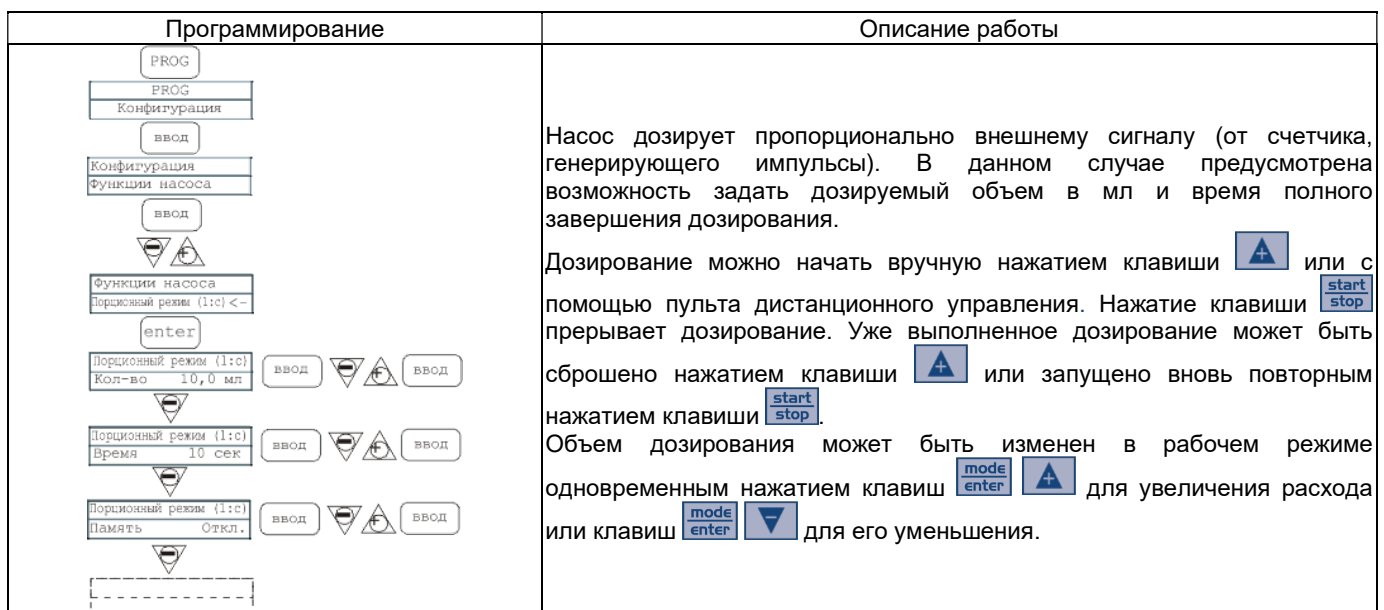 Программирование
Описание работы
PROG
PROG
Конфигурация
ввод
Конфигурация
Функции насоса
ввод
Функции насоса
Порционный режим (1:с)<-
enter
Порционный режим (1:с)
Кол-во 10,0 мл
ввод
ввод
Порционный режим (1:с)
Время 10 сек
ввод
ввод
Порционный режим (1:с)
Память Откл.
ввод
ввод
Насос дозирует пропорционально внешнему сигналу (от счетчика,
генерирующего импульсы). В данном случае предусмотрена
возможность задать дозируемый объем в мл и время полного
завершения дозирования.
Дозирование можно начать вручную нажатием клавиши + или с
помощью пульта дистанционного управления. Нажатие клавиши start stop
прерывает дозирование. Уже выполненное дозирование может быть
сброшено нажатием клавиши + или запущено вновь повторным
нажатием клавиши start stop.
Объем дозирования может быть изменен в рабочем режиме
одновременным нажатием клавиш mode enter + для увеличения расхода
или клавиш mode enter − для его уменьшения.